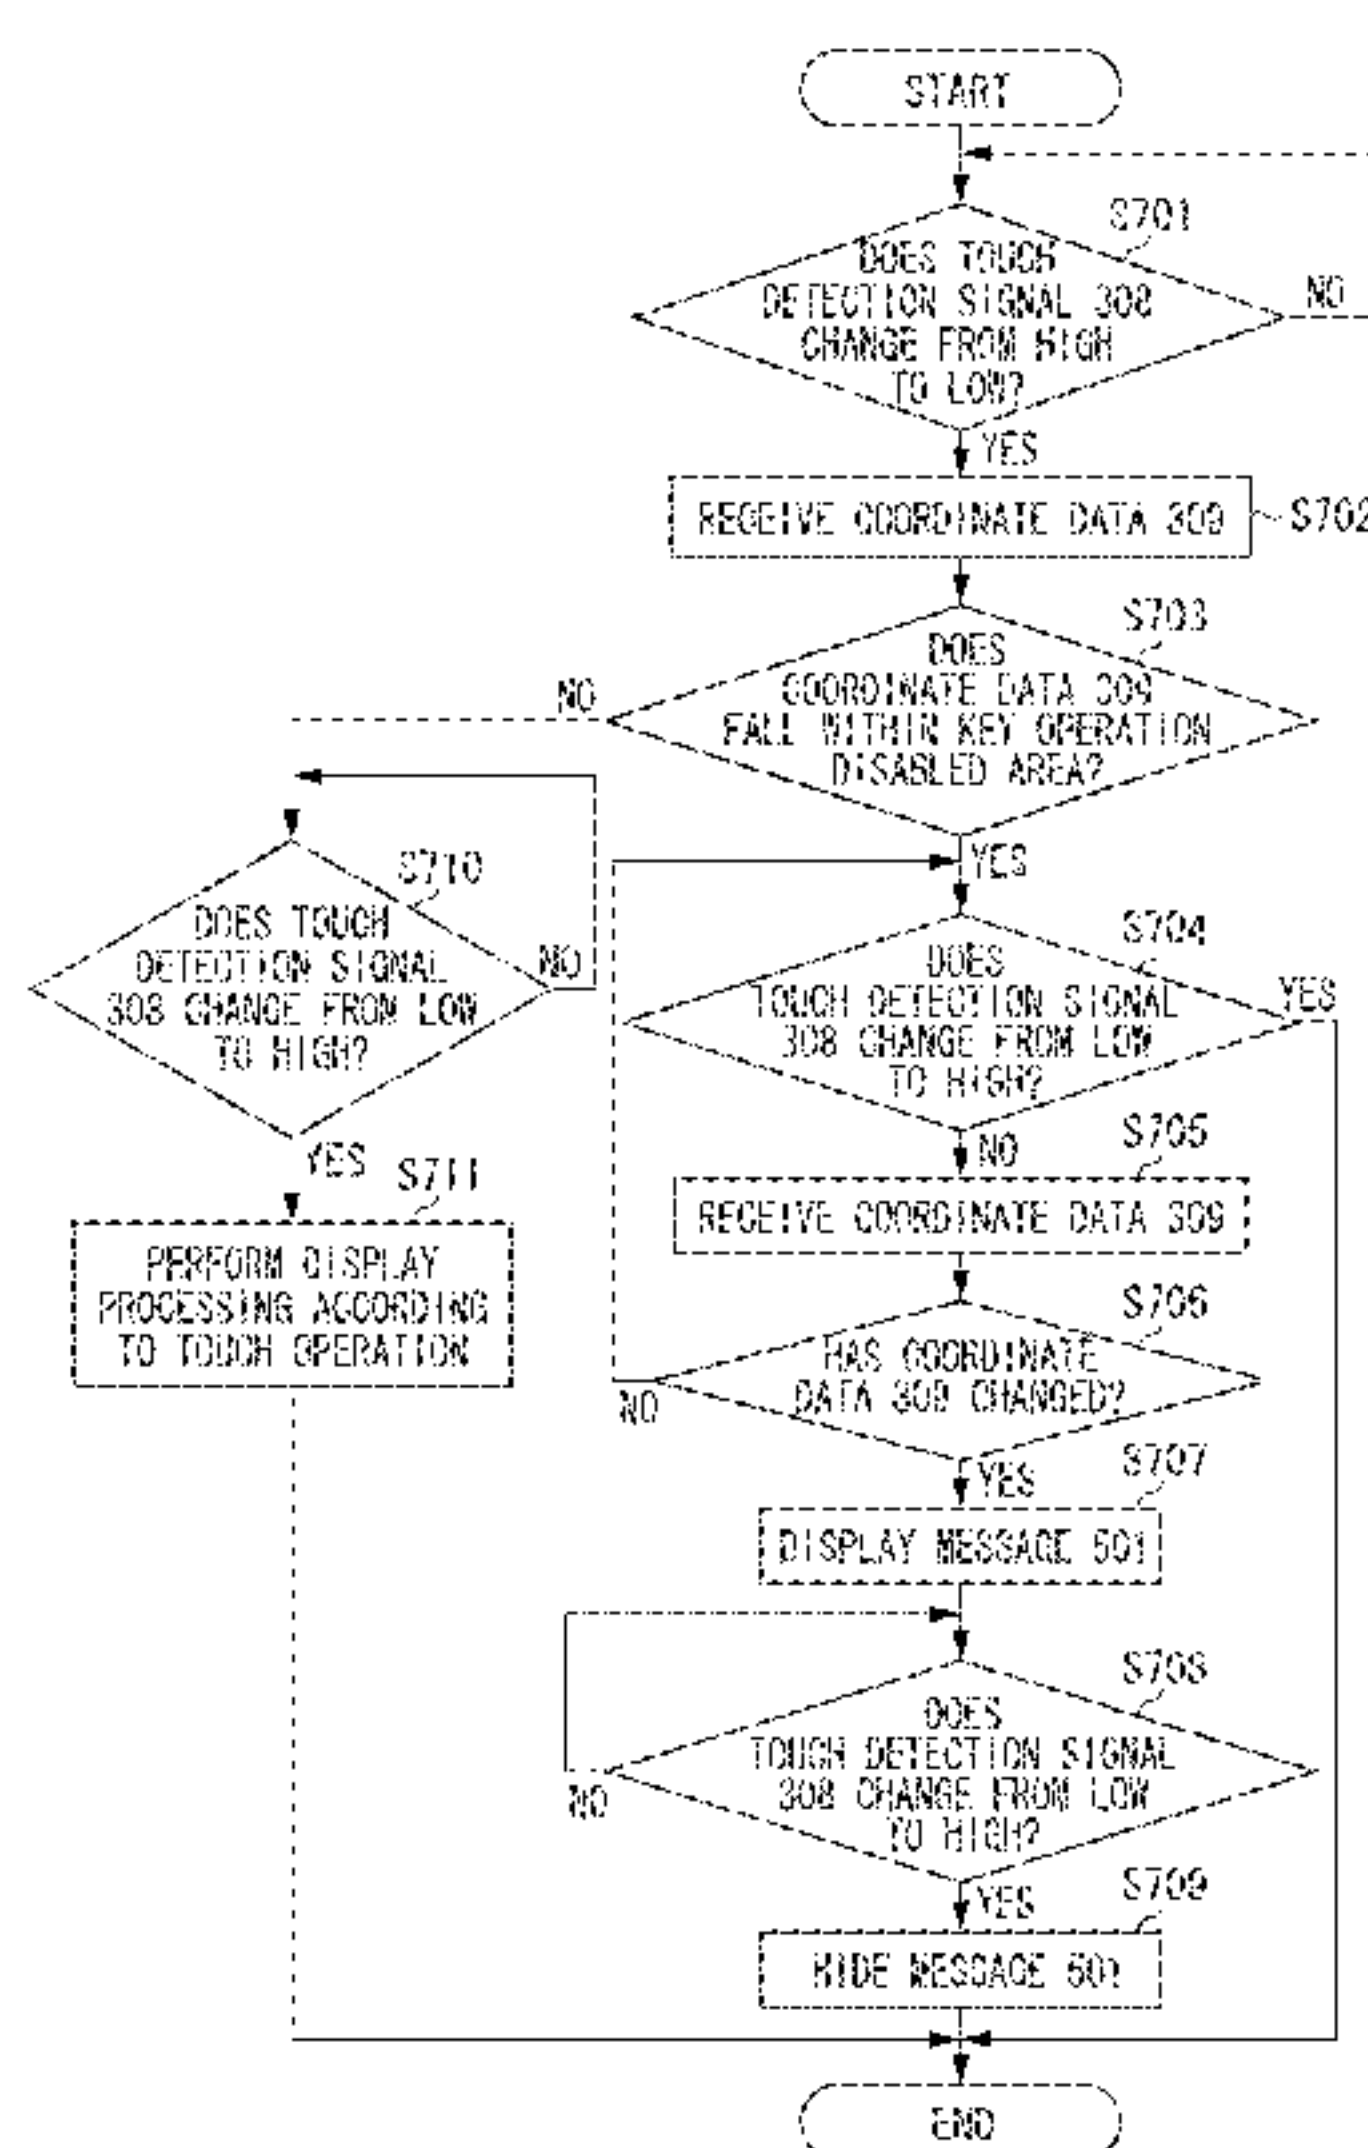 START
S701
DOES TOUCH
DETECTION SIGNAL 308
CHANGE FROM HIGH
TO LOW?
NO
YES
RECEIVE COORDINATE DATA 309
S702
S703
DOES
COORDINATE DATA 309
FALL WITHIN KEY OPERATION
DISABLED AREA?
NO
YES
S710
DOES TOUCH
DETECTION SIGNAL
308 CHANGE FROM LOW
TO HIGH?
NO
YES
S711
PERFORM DISPLAY
PROCESSING ACCORDING
TO TOUCH OPERATION
S704
DOES
TOUCH DETECTION SIGNAL
308 CHANGE FROM LOW
TO HIGH?
YES
NO
S705
RECEIVE COORDINATE DATA 309
S706
HAS COORDINATE
DATA 309 CHANGED?
NO
YES
S707
DISPLAY MESSAGE 501
S708
DOES
TOUCH DETECTION SIGNAL
308 CHANGE FROM LOW
TO HIGH?
NO
YES
S709
HIDE MESSAGE 501
END